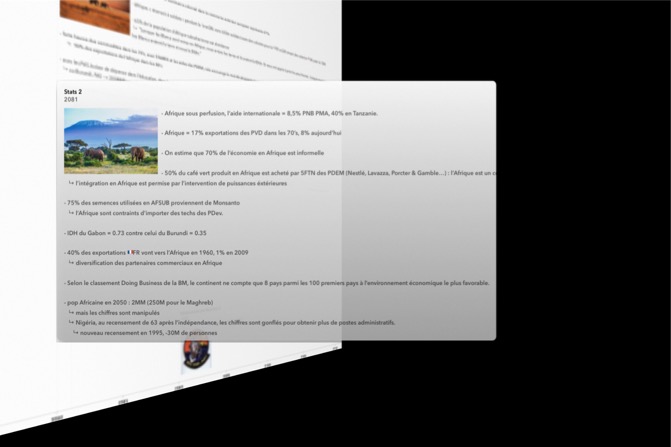 Stats 2
2081
- Afrique sous perfusion, l'aide internationale = 8,5% PNB PMA, 40% en Tanzanie.
- Afrique = 17% exportations des PVD dans les 70's, 8% aujourd'hui
- On estime que 70% de l'économie en Afrique est informelle
- 50% du café vert produit en Afrique est acheté par 5FTN des PDEM (Nestlé, Lavazza, Porcter & Gamble...) : l'Afrique est un
↪ l'intégration en Afrique est permise par l'intervention de puissances éxtérieures
- 75% des semences utilisées en AFSUB proviennent de Monsanto
↪ l'Afrique sont contraints d'importer des techs des PDev.
- IDH du Gabon = 0.73 contre celui du Burundi = 0.35
- 40% des exportations 🇫🇷R vont vers l'Afrique en 1960, 1% en 2009
↪ diversification des partenaires commerciaux en Afrique
- Selon le classement Doing Business de la BM, le continent ne compte que 8 pays parmi les 100 premiers pays à l'environnement économique le plus favorable.
- pop Africaine en 2050 : 2MM (250M pour le Maghreb)
↪ mais les chiffres sont manipulés
↪ Nigéria, au recensement de 63 après l'indépendance, les chiffres sont gonflés pour obtenir plus de postes administratifs.
↪ nouveau recensement en 1995, -30M de personnes